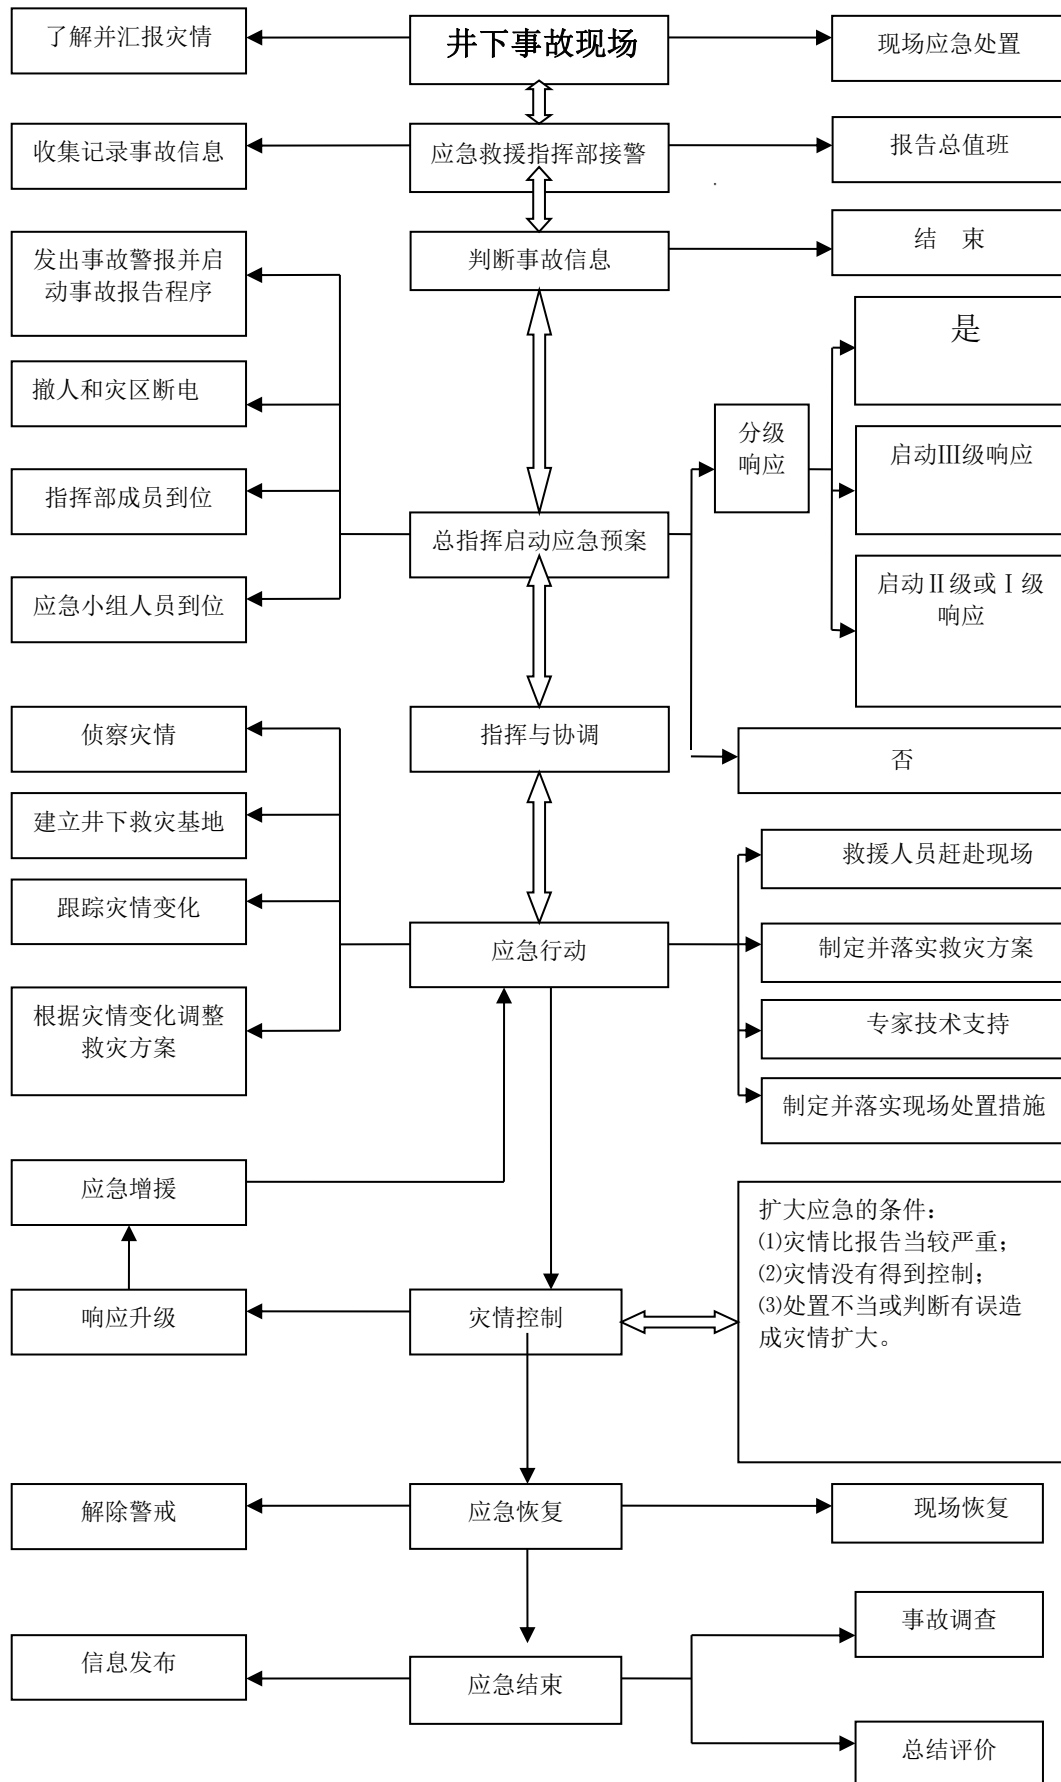 了解并汇报灾情
井下事故现场
现场应急处置
收集记录事故信息
应急救援指挥部接警
报告总值班
发出事故警报并启
动事故报告程序
判断事故信息
结 束
是
撤人和灾区断电
分级
响应
启动Ⅲ级响应
指挥部成员到位
总指挥启动应急预案
应急小组人员到位
启动Ⅱ级或Ⅰ级
响应
侦察灾情
指挥与协调
否
建立井下救灾基地
救援人员赶赴现场
跟踪灾情变化
应急行动
制定并落实救灾方案
根据灾情变化调整
救灾方案
专家技术支持
制定并落实现场处置措施
应急增援
扩大应急的条件：
⑴灾情比报告当较严重；
⑵灾情没有得到控制；
⑶处置不当或判断有误造
成灾情扩大。
响应升级
灾情控制
解除警戒
应急恢复
现场恢复
事故调查
信息发布
应急结束
总结评价